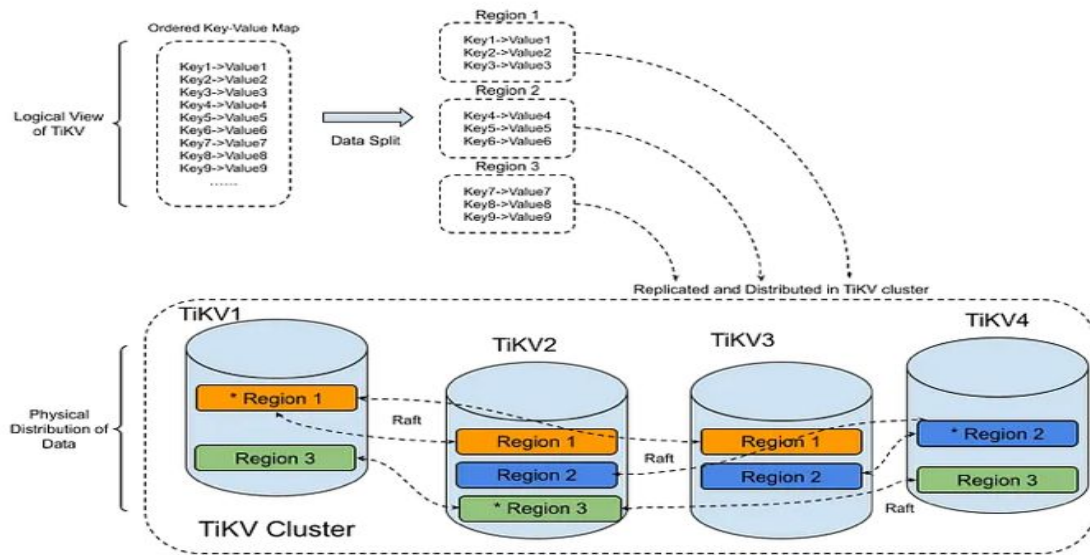 Ordered Key-Value Map
Key1->Value1
Key2->Value2
Key3->Value3
Key4->Value4
Key5->Value5
Key6->Value6
Key7->Value7
Key8->Value8
Key9->Value9
......
Logical View
of TiKV
Data Split
Region 1
Key1->Value1
Key2->Value2
Key3->Value3
Region 2
Key4->Value4
Key5->Value5
Key6->Value6
Region 3
Key7->Value7
Key8->Value8
Key9->Value9
Replicated and Distributed in TiKV cluster
Physical
Distribution of
Data
TiKV1
* Region 1
Region 3
Raft
TiKV2
Region 1
Region 2
* Region 3
Raft
TiKV3
Region 1
Region 2
TiKV4
* Region 2
Region 3
Raft
TiKV Cluster